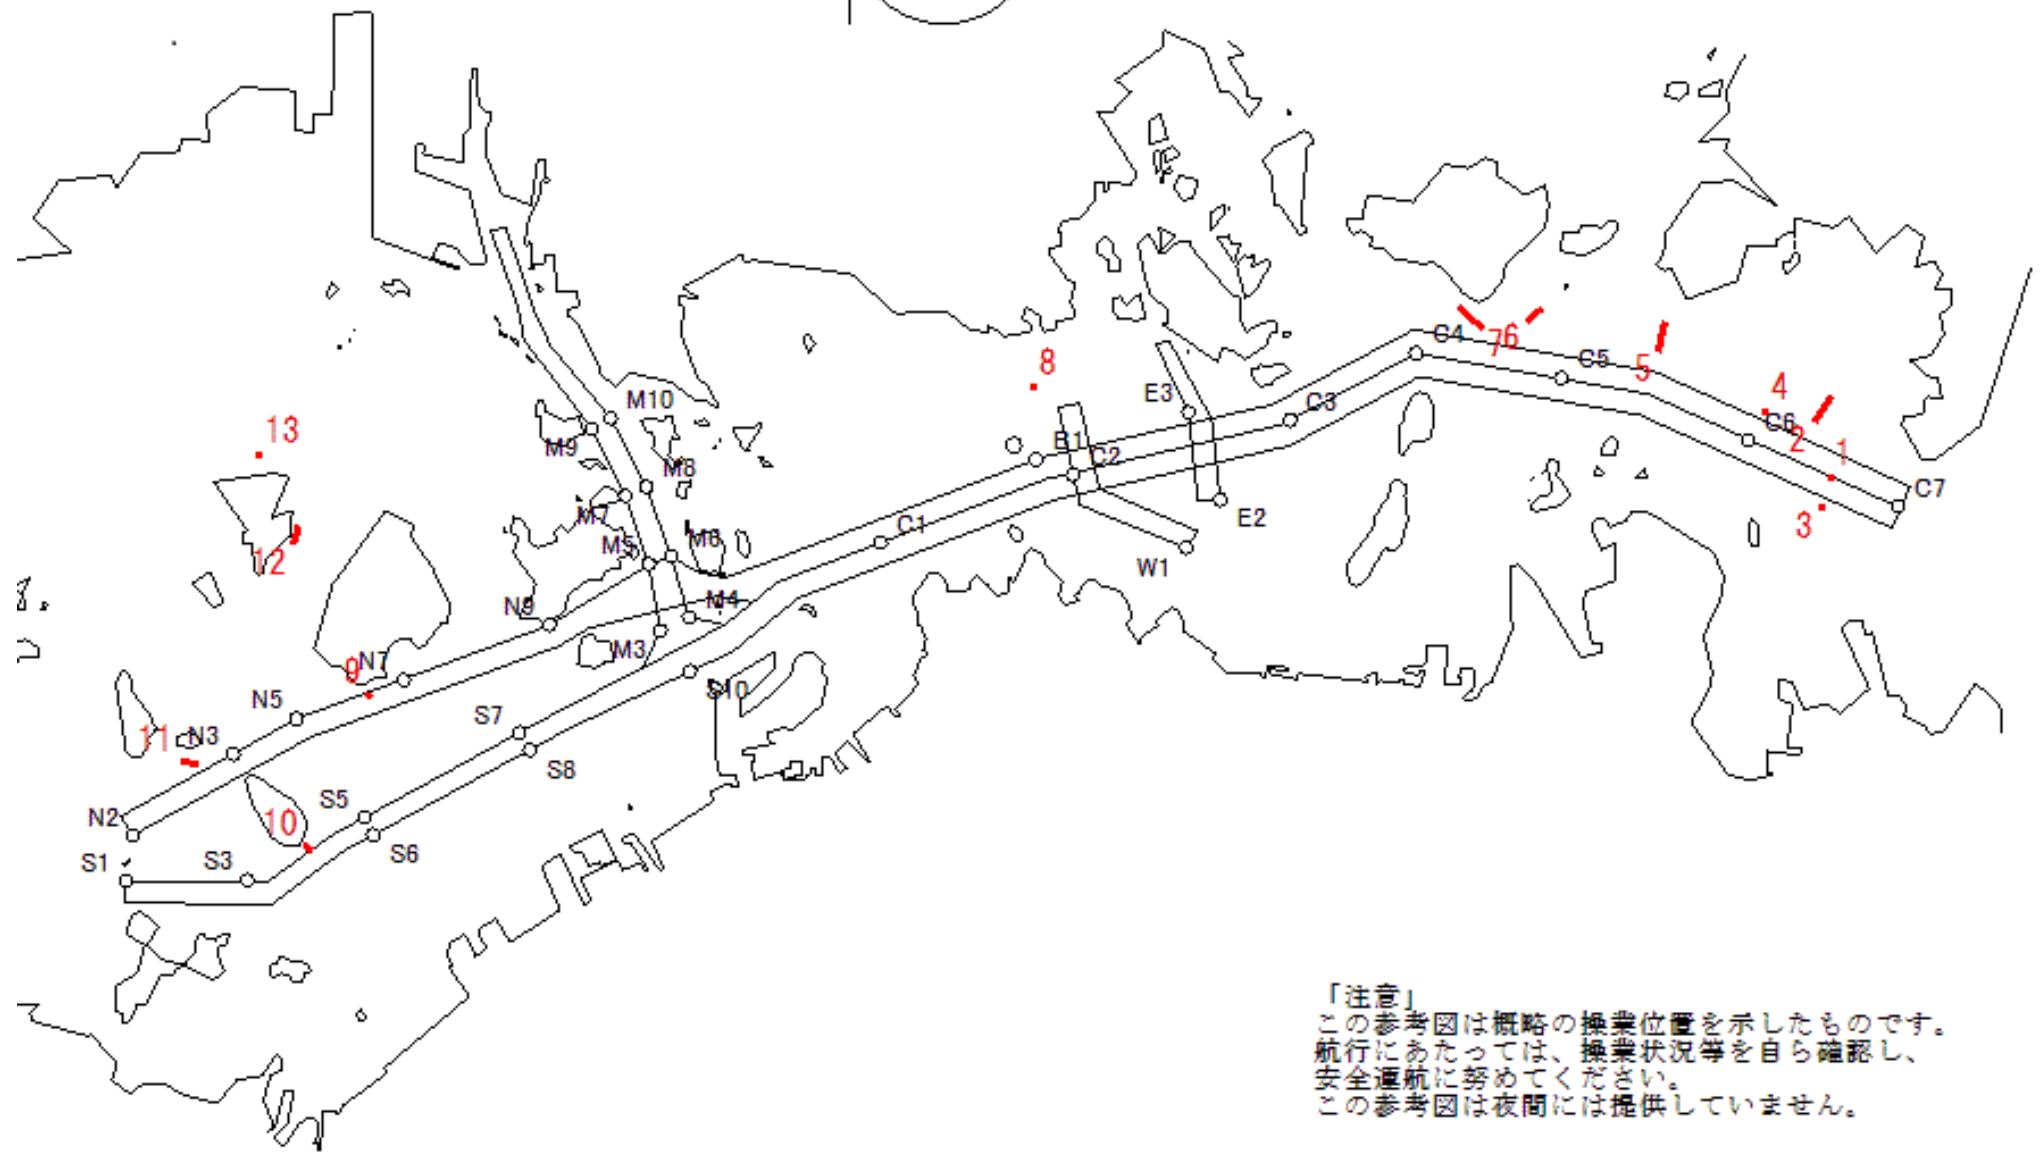 C4
7
6
C5
8
5
M10
E3
C3
4
C6
13
M9
B1
2
1
M8
C2
C7
M7
E2
3
C1
M5
M6
12
W1
N9
M4
M3
9
N7
S10
N5
S7
11
N3
S8
S5
N2
10
S6
S1
S3
「注意」
この参考図は概略の操業位置を示したものです。
航行にあたっては、操業状況等を自ら確認し、
安全運航に努めてください。
この参考図は夜間には提供していません。